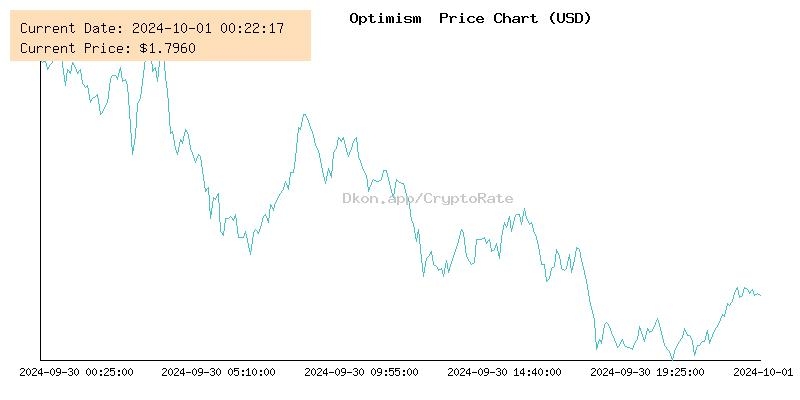 Optimism  Price Chart (USD)
Current Date: 2024-10-01 00:22:17
Current Price: $1.7960
Dkon.app/CryptoRate
2024-09-30 00:25:00 2024-09-30 05:10:00 2024-09-30 09:55:00 2024-09-30 14:40:00 2024-09-30 19:25:00 2024-10-01